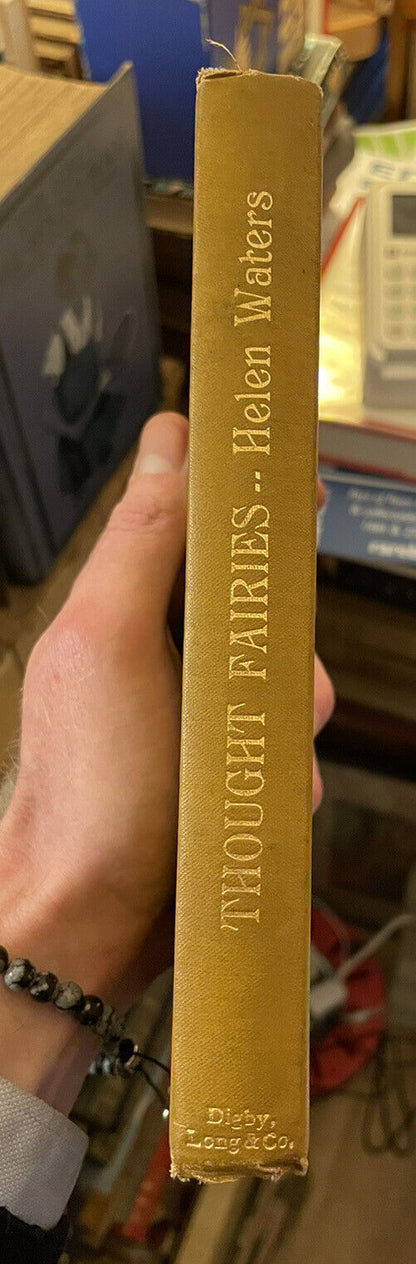 THOUGHT FAIRIES -- Helen Waters
Digby,
Long & Co.